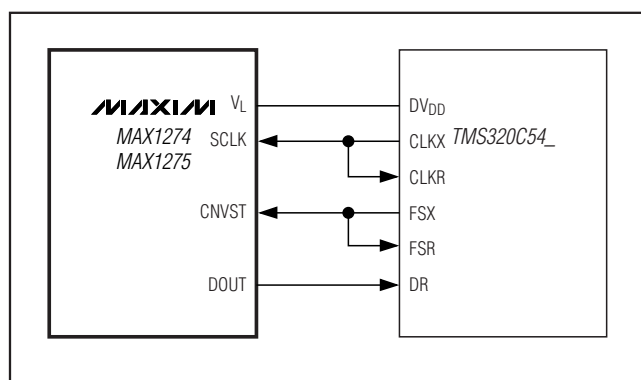 MAXIM
MAX1274
MAX1275
VL
SCLK
CNVST
DOUT
DVDD
CLKX
TMS320C54_
CLKR
FSX
FSR
DR